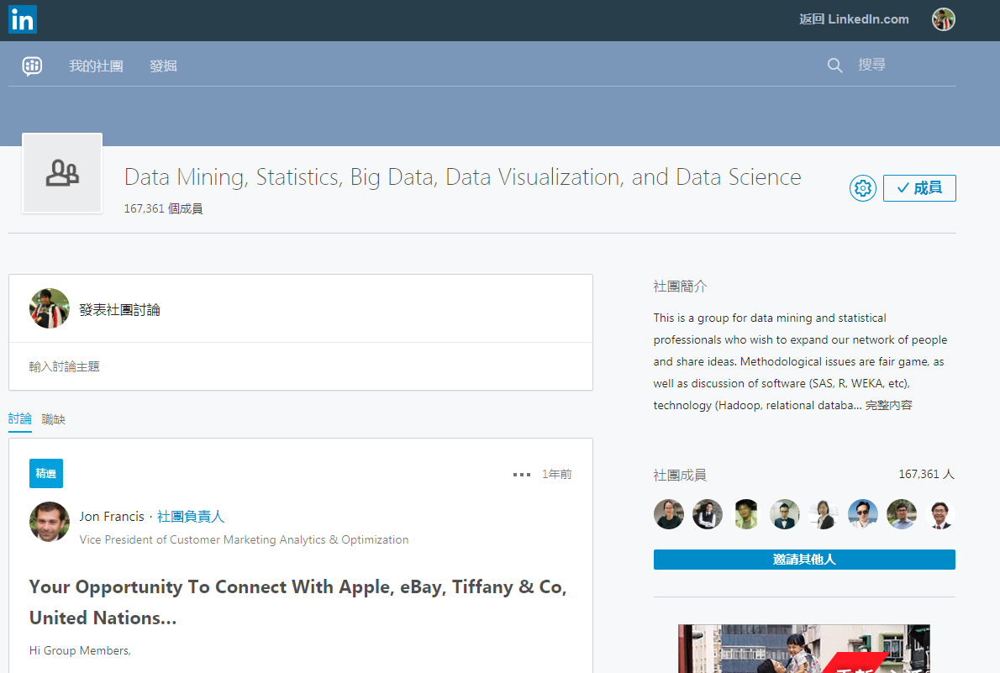 in
返回 LinkedIn.com
我的社團 發掘 搜尋
Data Mining, Statistics, Big Data, Data Visualization, and Data Science
167,361 個成員
成員
發表社團討論
輸入討論主題
討論 職缺
精選
1年前
Jon Francis · 社團負責人
Vice President of Customer Marketing Analytics & Optimization
Your Opportunity To Connect With Apple, eBay, Tiffany & Co,
United Nations...
Hi Group Members,
社團簡介
This is a group for data mining and statistical
professionals who wish to expand our network of people
and share ideas. Methodological issues are fair game, as
well as discussion of software (SAS, R, WEKA, etc),
technology (Hadoop, relational databa... 完整內容
社團成員 167,361 人
邀請其他人